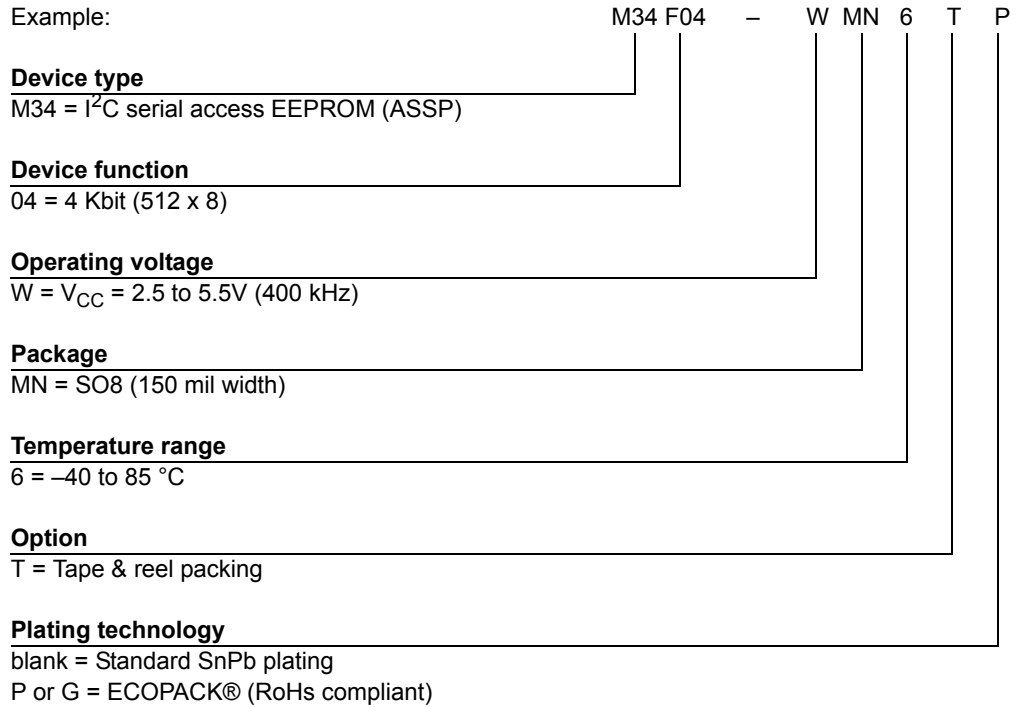 Example: M34 F04 – W MN 6 T P
Device type
M34 = I2C serial access EEPROM (ASSP)
Device function
04 = 4 Kbit (512 x 8)
Operating voltage
W = VCC = 2.5 to 5.5V (400 kHz)
Package
MN = SO8 (150 mil width)
Temperature range
6 = –40 to 85 °C
Option
T = Tape & reel packing
Plating technology
blank = Standard SnPb plating
P or G = ECOPACK® (RoHs compliant)